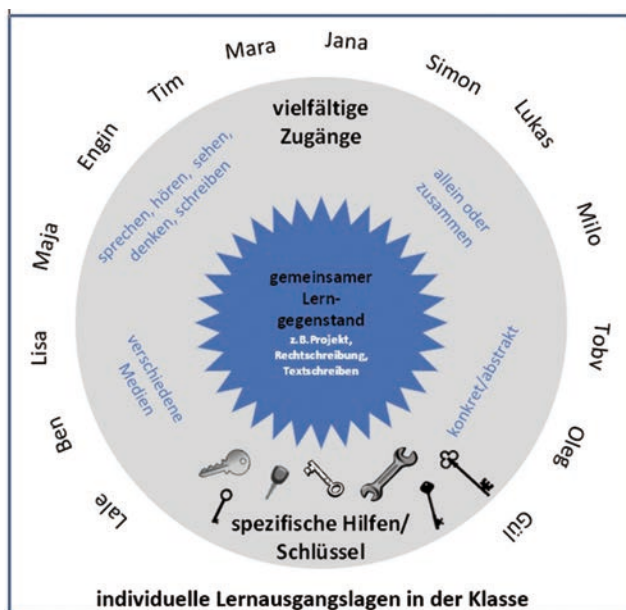 Lale
Ben
Lisa
Maja
Engin
Tim
Mara
Jana
Simon
Lukas
Milo
Toby
Oleg
Gül
vielfältige
Zugänge
sprechen, hören, sehen,
denken, schreiben
allein oder
zusammen
gemeinsamer
Lern-
gegenstand
z. B. Projekt,
Rechtschreibung,
Textschreiben
verschiedene
Medien
konkret/abstrakt
spezifische Hilfen/
Schlüssel
individuelle Lernausgangslagen in der Klasse